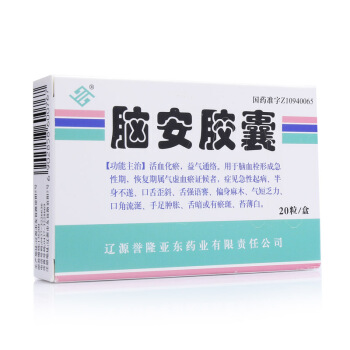 国药准字Z10940065
脑安胶囊
【功能主治】活血化瘀，益气通络。用于脑血栓形成急
性期，恢复期属气虚血瘀证候者，症见急性起病，半
身不遂、口舌歪斜、舌强语謇、偏身麻木、气短乏力、
口角流涎、手足肿胀、舌暗或有瘀斑、苔薄白。
20粒/盒
辽源誉隆亚东药业有限责任公司